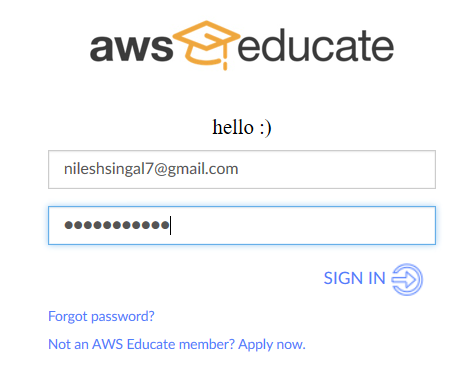 aws educate
hello :)
nileshsingal7@gmail.com
●●●●●●●●●●●
SIGN IN
Forgot password?
Not an AWS Educate member? Apply now.